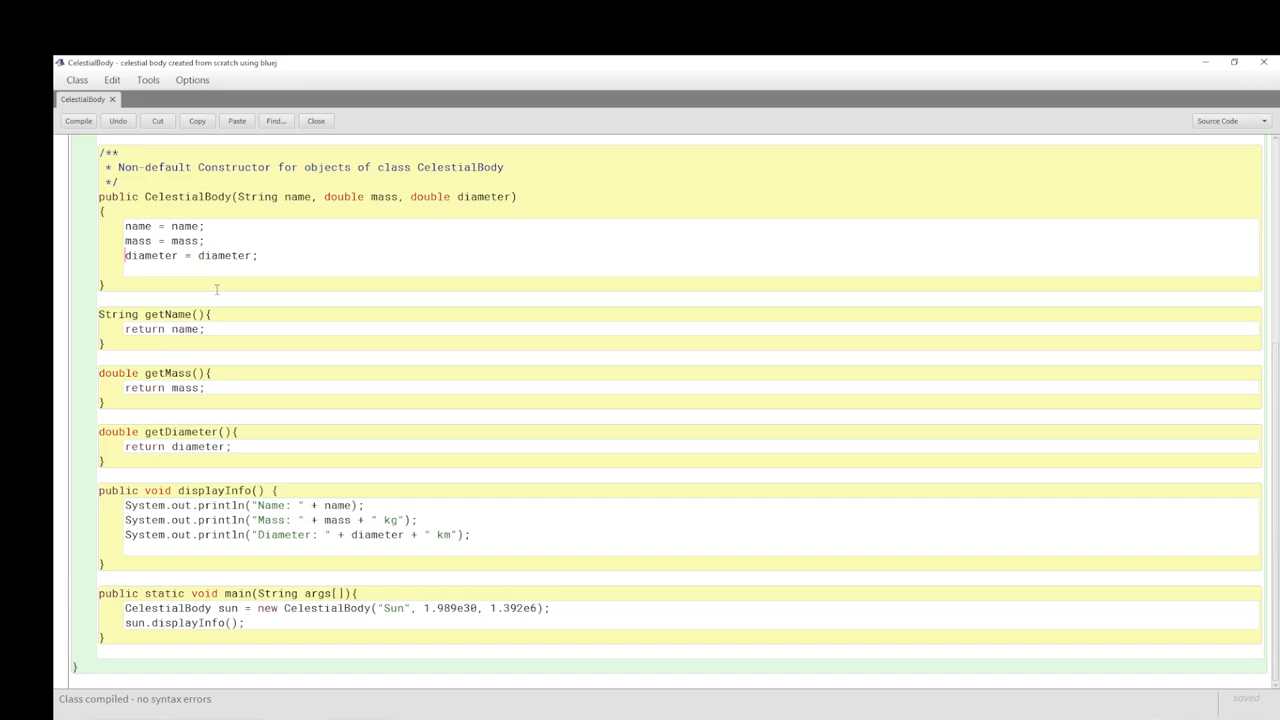 CelestialBody - celestial body created from scratch using bluej
Class Edit Tools Options
CelestialBody ×
Compile Undo Cut Copy Paste Find... Close Source Code
/**
* Non-default Constructor for objects of class CelestialBody
*/
public CelestialBody(String name, double mass, double diameter)
{
name = name;
mass = mass;
diameter = diameter;
}
String getName(){
return name;
}
double getMass(){
return mass;
}
double getDiameter(){
return diameter;
}
public void displayInfo() {
System.out.println("Name: " + name);
System.out.println("Mass: " + mass + " kg");
System.out.println("Diameter: " + diameter + " km");
}
public static void main(String args[]){
CelestialBody sun = new CelestialBody("Sun", 1.989e30, 1.392e6);
sun.displayInfo();
}
}
Class compiled - no syntax errors
saved